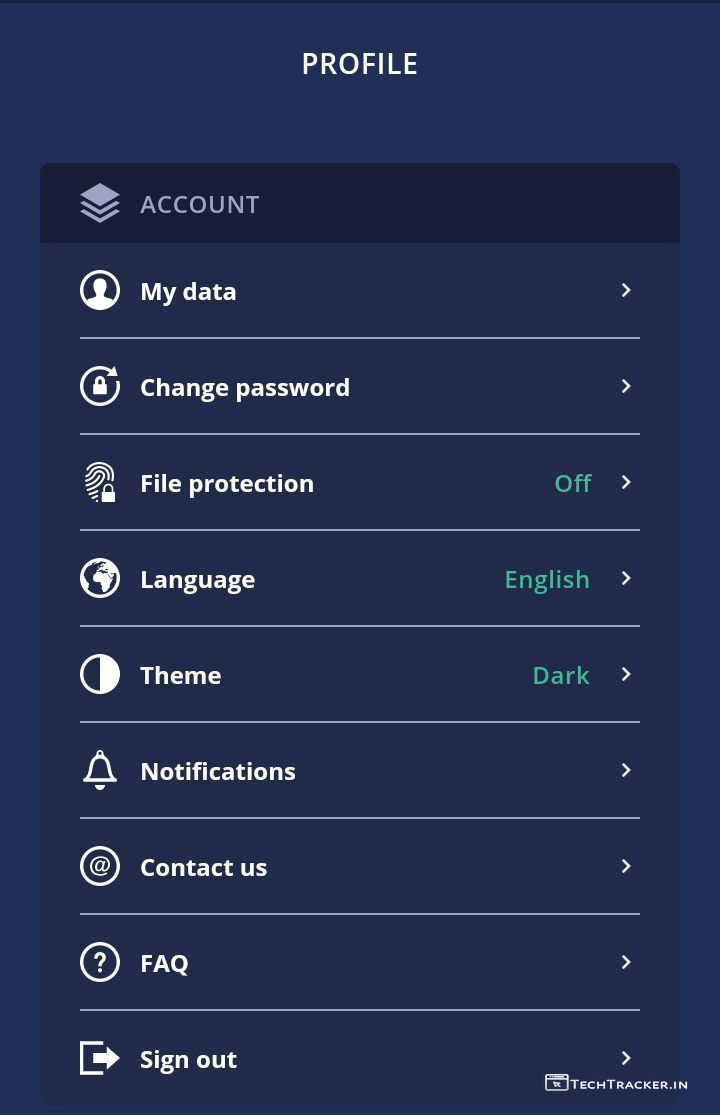 PROFILE
ACCOUNT
My data
Change password
File protection Off
Language English
Theme Dark
Notifications
Contact us
@
FAQ
?
Sign out
TECHTRACKER.IN